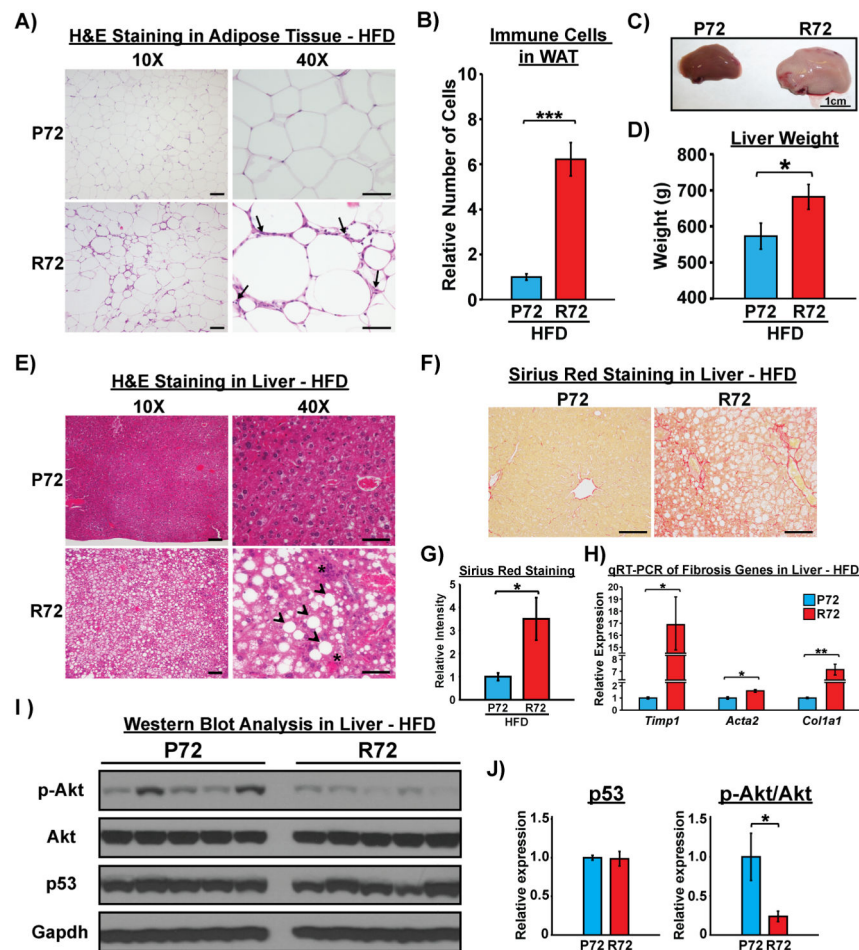 A)
H&E Staining in Adipose Tissue - HFD
10X 40X
P72
R72
B)
Immune Cells
in WAT
Relative Number of Cells
10
8
6
4
2
0
***
P72 R72
HFD
C)
P72 R72
1cm
D)
Liver Weight
Weight (g)
800
700
600
500
400
*
P72 R72
HFD
E)
H&E Staining in Liver - HFD
10X 40X
P72
R72
*
*
F)
Sirius Red Staining in Liver - HFD
P72 R72
G)
Sirius Red Staining
Relative Intensity
5
4
3
2
1
0
*
P72 R72
HFD
H)
qRT-PCR of Fibrosis Genes in Liver - HFD
Relative Expression
21
19
17
15
8
7
6
2
1
0
P72
R72
*
*
**
Timp1 Acta2 Col1a1
I)
Western Blot Analysis in Liver - HFD
P72 R72
p-Akt
Akt
p53
Gapdh
J)
p53
Relative expression
1.5
1.0
0.5
0
P72 R72
p-Akt/Akt
Relative expression
1.5
1.0
0.5
0
*
P72 R72